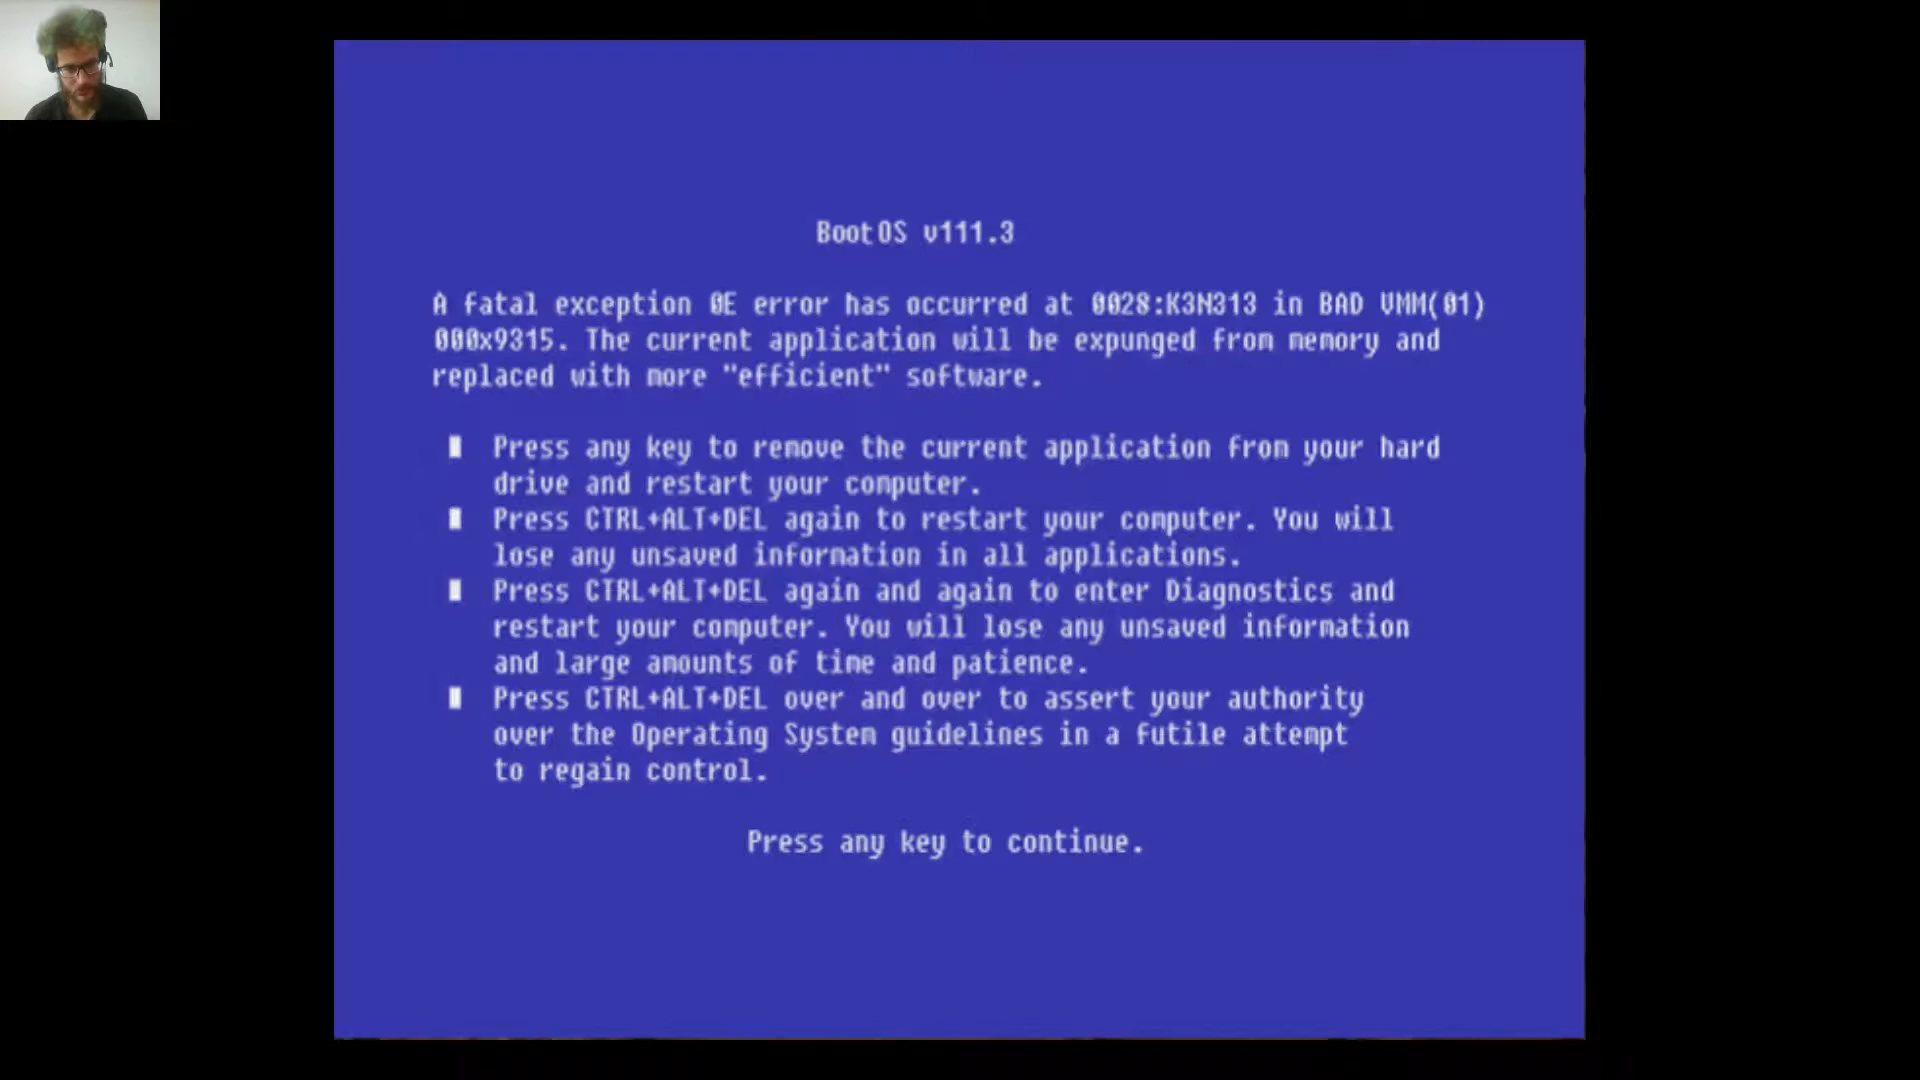 BootOS v111.3
A fatal exception 0E error has occurred at 0028:K3N313 in BAD VMM(01)
000x9315. The current application will be expunged from memory and
replaced with more "efficient" software.
Press any key to remove the current application from your hard
drive and restart your computer.
Press CTRL+ALT+DEL again to restart your computer. You will
lose any unsaved information in all applications.
Press CTRL+ALT+DEL again and again to enter Diagnostics and
restart your computer. You will lose any unsaved information
and large amounts of time and patience.
Press CTRL+ALT+DEL over and over to assert your authority
over the Operating System guidelines in a futile attempt
to regain control.
Press any key to continue.